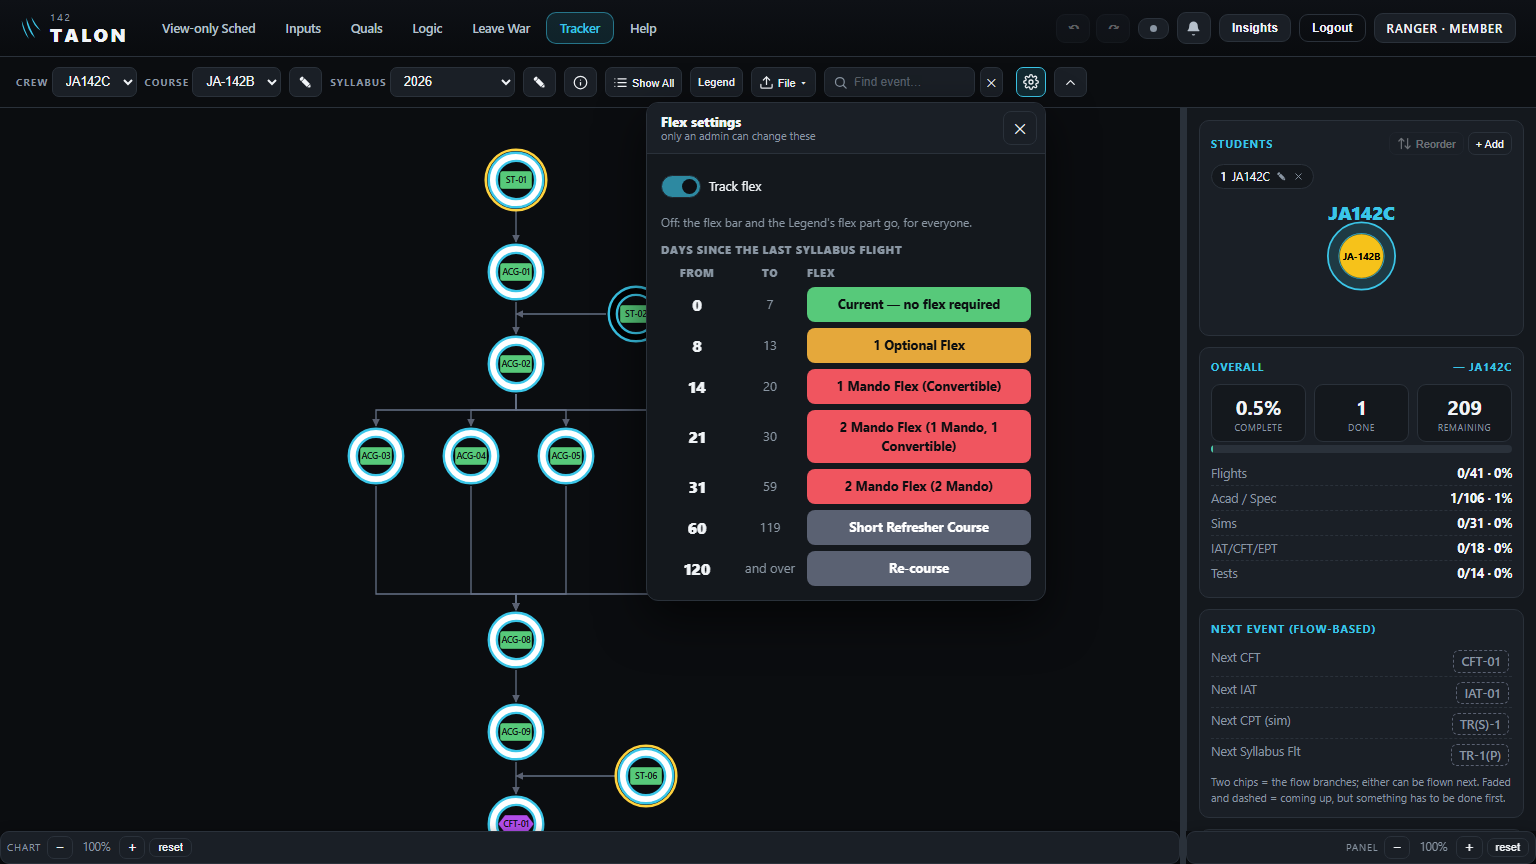 142
TALON
View-only Sched
Inputs
Quals
Logic
Leave War
Tracker
Help
Insights
Logout
RANGER · MEMBER
CREW
JA142C
COURSE
JA-142B
SYLLABUS
2026
Show All
Legend
File
Find event...
Flex settings
only an admin can change these
Track flex
Off: the flex bar and the Legend's flex part go, for everyone.
DAYS SINCE THE LAST SYLLABUS FLIGHT
FROM TO FLEX
0 7 Current — no flex required
8 13 1 Optional Flex
14 20 1 Mando Flex (Convertible)
21 30 2 Mando Flex (1 Mando, 1
Convertible)
31 59 2 Mando Flex (2 Mando)
60 119 Short Refresher Course
120 and over Re-course
ST-01
ACG-01
ST-02
ACG-02
ACG-03
ACG-04
ACG-05
ACG-08
ACG-09
ST-06
CFT-01
STUDENTS
Reorder
+ Add
1 JA142C
JA142C
JA-142B
OVERALL
— JA142C
0.5%
COMPLETE
1
DONE
209
REMAINING
Flights 0/41 · 0%
Acad / Spec 1/106 · 1%
Sims 0/31 · 0%
IAT/CFT/EPT 0/18 · 0%
Tests 0/14 · 0%
NEXT EVENT (FLOW-BASED)
Next CFT CFT-01
Next IAT IAT-01
Next CPT (sim) TR(S)-1
Next Syllabus Flt TR-1(P)
Two chips = the flow branches; either can be flown next. Faded
and dashed = coming up, but something has to be done first.
CHART − 100% + reset
PANEL − 100% + reset